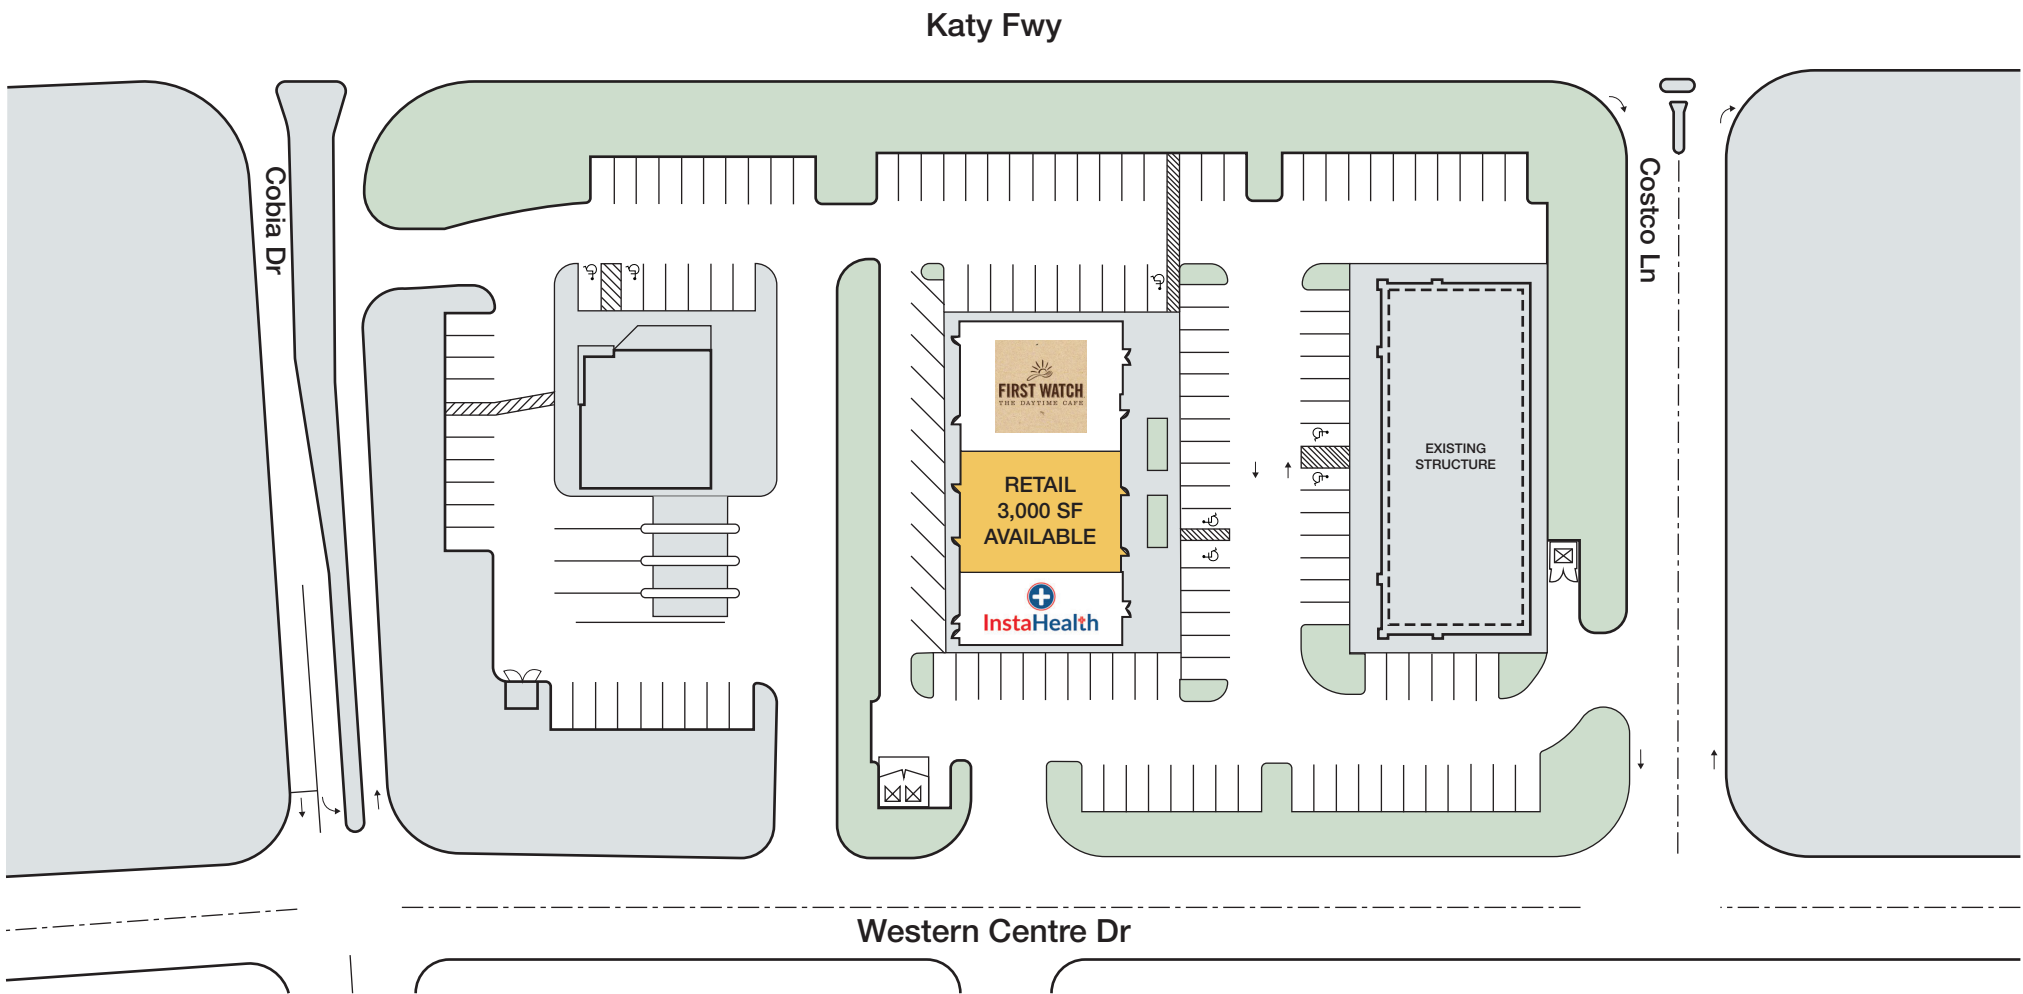 Katy Fwy
Cobia Dr
Costco Ln
FIRST WATCH
THE DAYTIME CAFE
RETAIL
3,000 SF
AVAILABLE
InstaHealth
EXISTING
STRUCTURE
Western Centre Dr